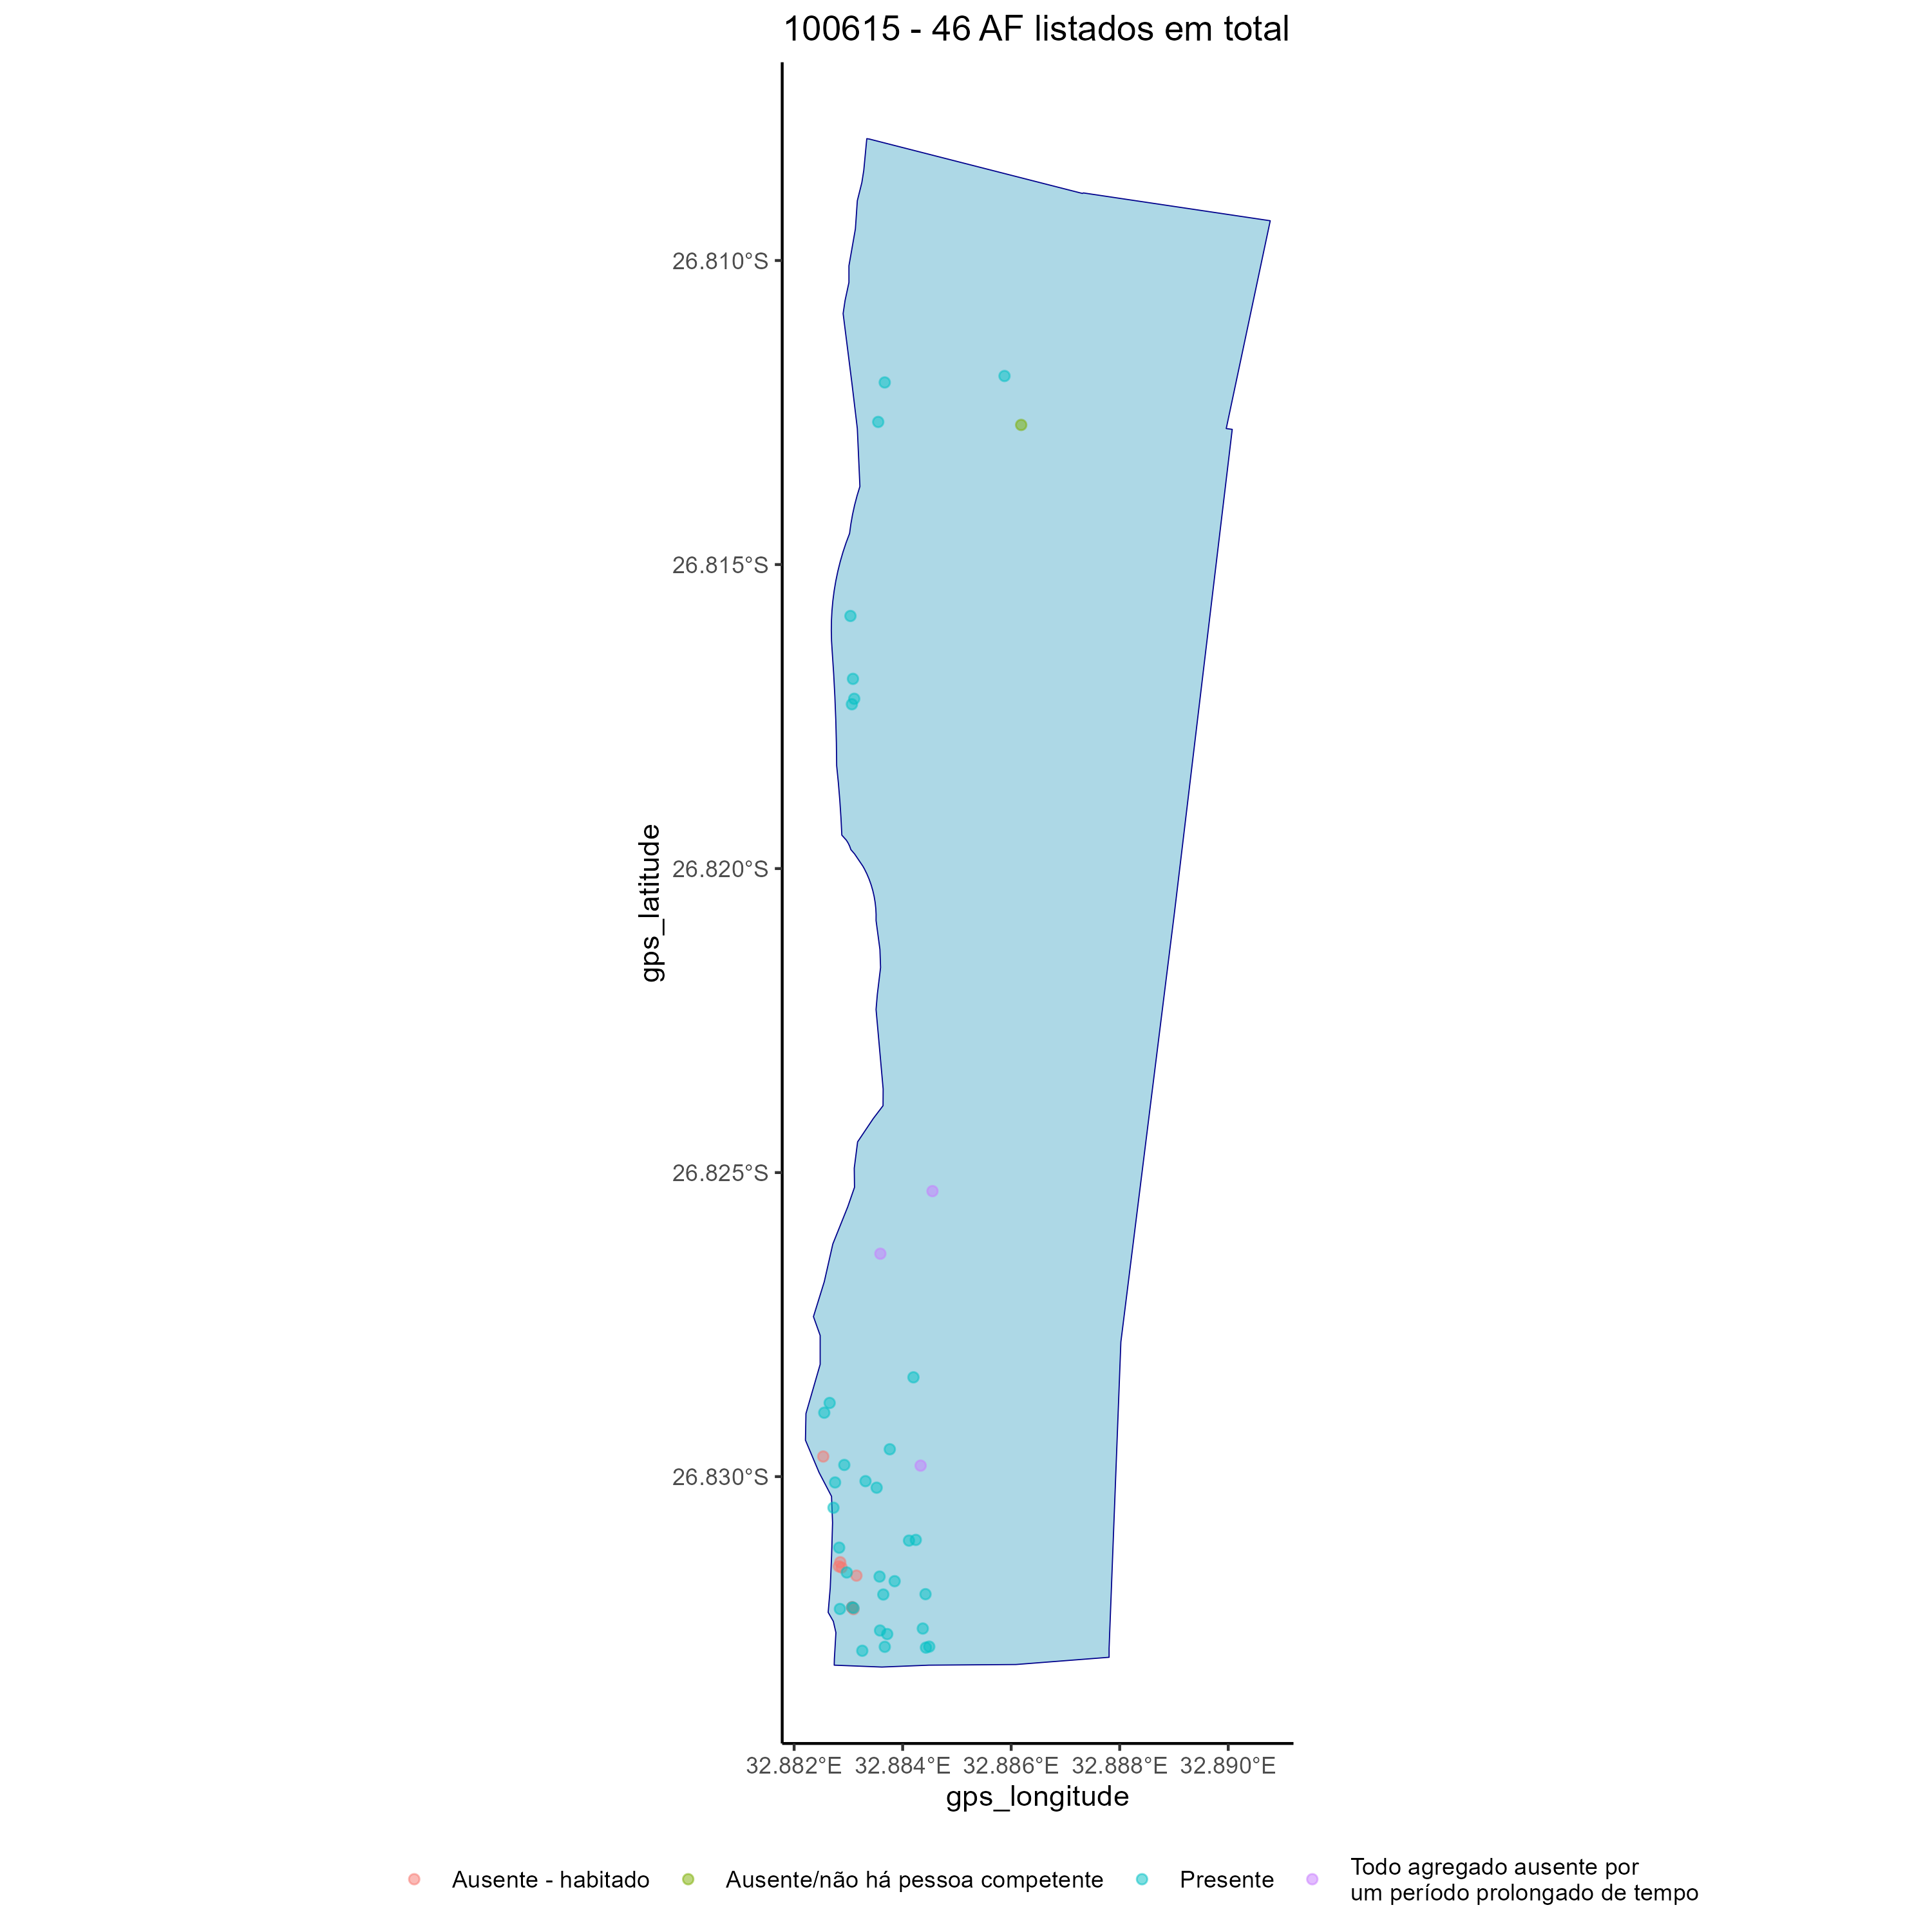 100615 - 46 AF listados em total
26.810°S
26.815°S
26.820°S
26.825°S
26.830°S
gps_latitude
32.882°E 32.884°E 32.886°E 32.888°E 32.890°E
gps_longitude
Ausente - habitado
Ausente/não há pessoa competente
Presente
Todo agregado ausente por
um período prolongado de tempo